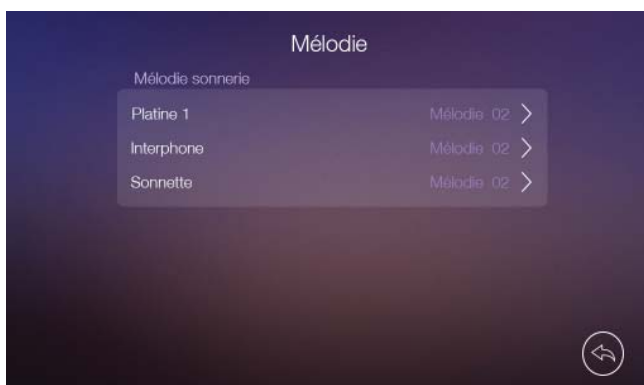 Mélodie
Mélodie sonnerie
Platine 1 Mélodie 02
Interphone Mélodie 02
Sonnette Mélodie 02